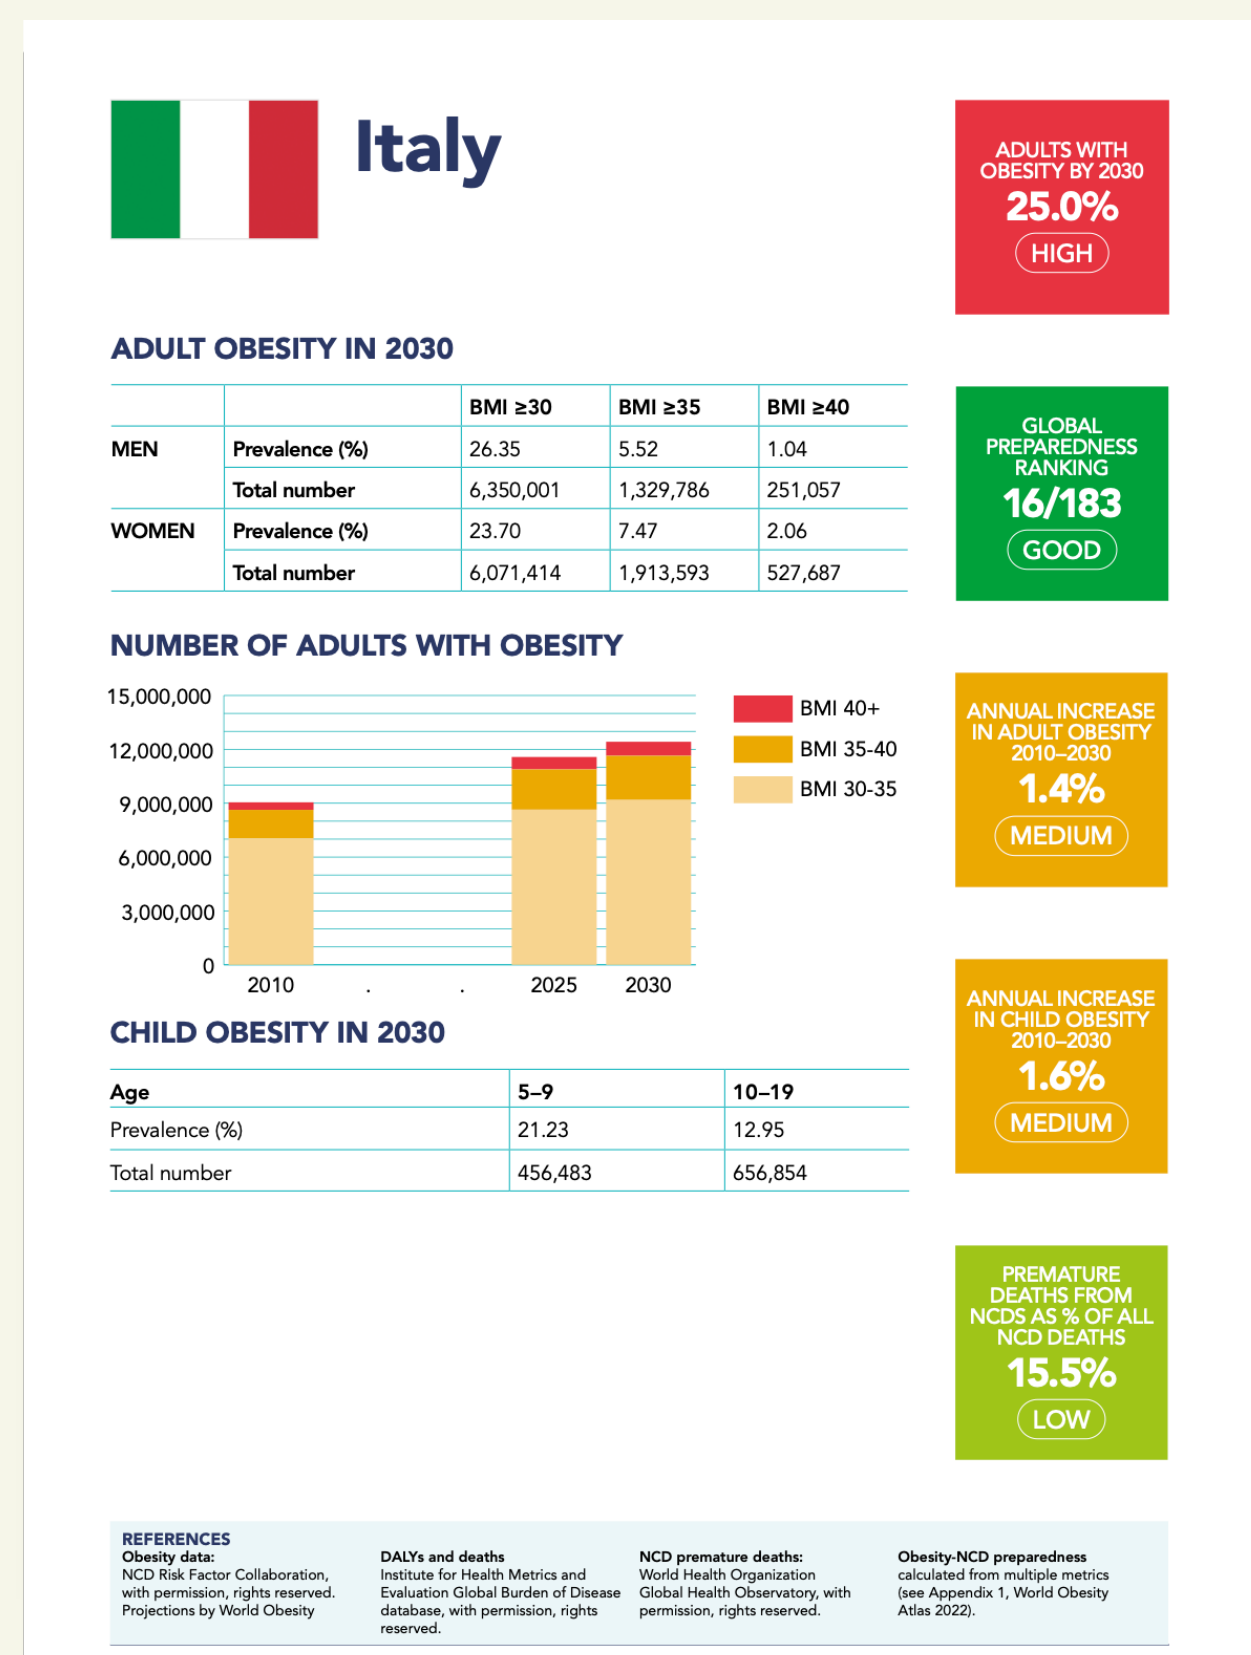 Italy
ADULTS WITH
OBESITY BY 2030
25.0%
HIGH
ADULT OBESITY IN 2030
BMI ≥30 BMI ≥35 BMI ≥40
MEN Prevalence (%) 26.35 5.52 1.04
Total number 6,350,001 1,329,786 251,057
WOMEN Prevalence (%) 23.70 7.47 2.06
Total number 6,071,414 1,913,593 527,687
GLOBAL
PREPAREDNESS
RANKING
16/183
GOOD
NUMBER OF ADULTS WITH OBESITY
15,000,000
12,000,000
9,000,000
6,000,000
3,000,000
0
2010 . . 2025 2030
BMI 40+
BMI 35-40
BMI 30-35
ANNUAL INCREASE
IN ADULT OBESITY
2010–2030
1.4%
MEDIUM
CHILD OBESITY IN 2030
Age 5–9 10–19
Prevalence (%) 21.23 12.95
Total number 456,483 656,854
ANNUAL INCREASE
IN CHILD OBESITY
2010–2030
1.6%
MEDIUM
PREMATURE
DEATHS FROM
NCDS AS % OF ALL
NCD DEATHS
15.5%
LOW
REFERENCES
Obesity data:
NCD Risk Factor Collaboration,
with permission, rights reserved.
Projections by World Obesity
DALYs and deaths
Institute for Health Metrics and
Evaluation Global Burden of Disease
database, with permission, rights
reserved.
NCD premature deaths:
World Health Organization
Global Health Observatory, with
permission, rights reserved.
Obesity-NCD preparedness
calculated from multiple metrics
(see Appendix 1, World Obesity
Atlas 2022).